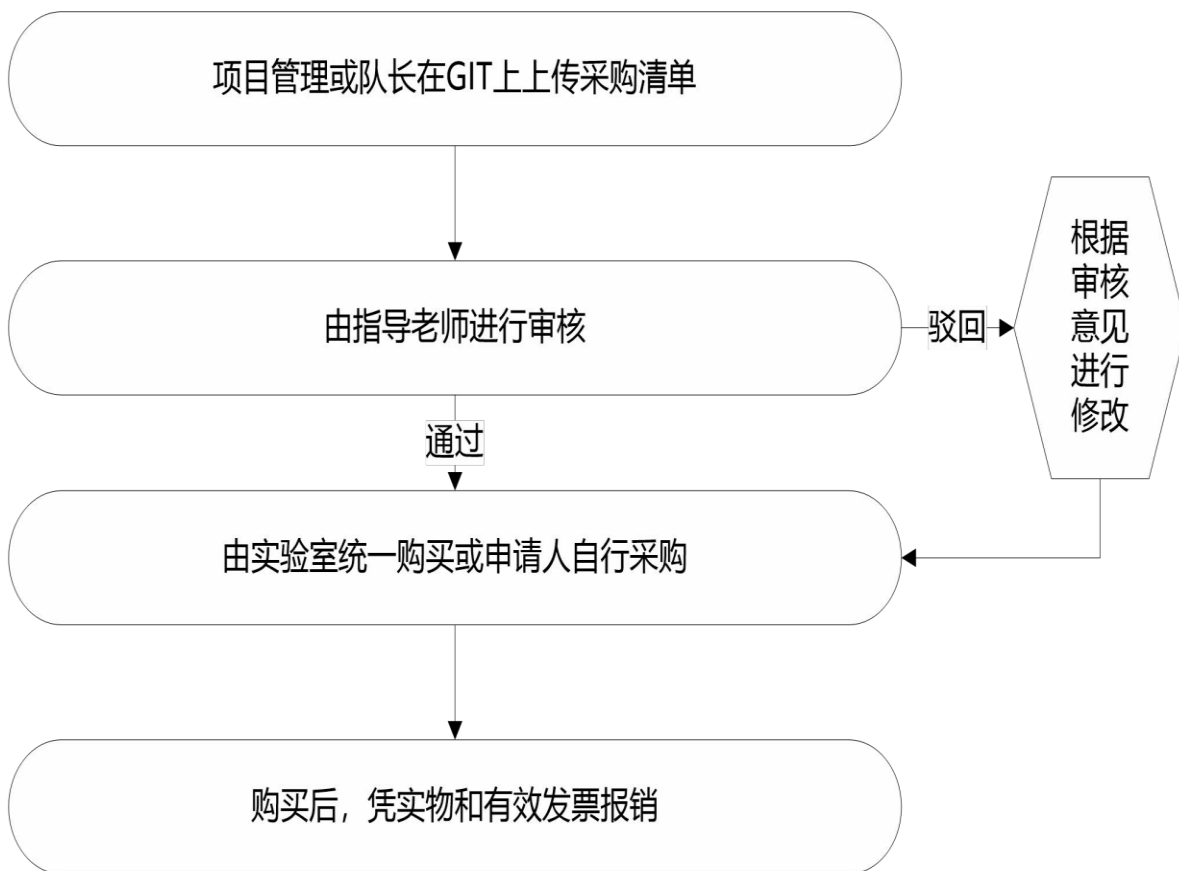 项目管理或队长在GIT上上传采购清单
由指导老师进行审核
驳回
根据
审核
意见
进行
修改
通过
由实验室统一购买或申请人自行采购
购买后，凭实物和有效发票报销